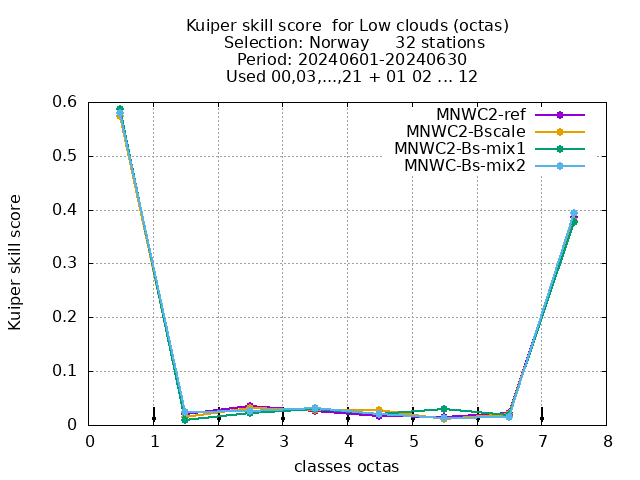 Kuiper skill score  for Low clouds (octas)
Selection: Norway     32 stations
Period: 20240601-20240630
Used 00,03,...,21 + 01 02 ... 12
MNWC2-ref
MNWC2-Bscale
MNWC2-Bs-mix1
MNWC-Bs-mix2
Kuiper skill score
0.6
0.5
0.4
0.3
0.2
0.1
0
0 1 2 3 4 5 6 7 8
classes octas